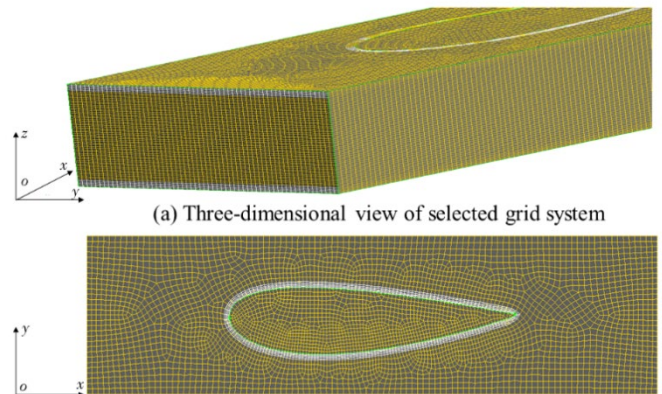 z
x
o
y
(a) Three-dimensional view of selected grid system
y
o
x